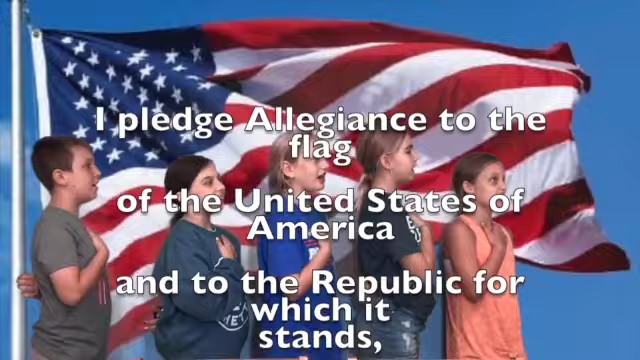 I pledge Allegiance to the
flag
of the United States of
America
and to the Republic for
which it
stands,